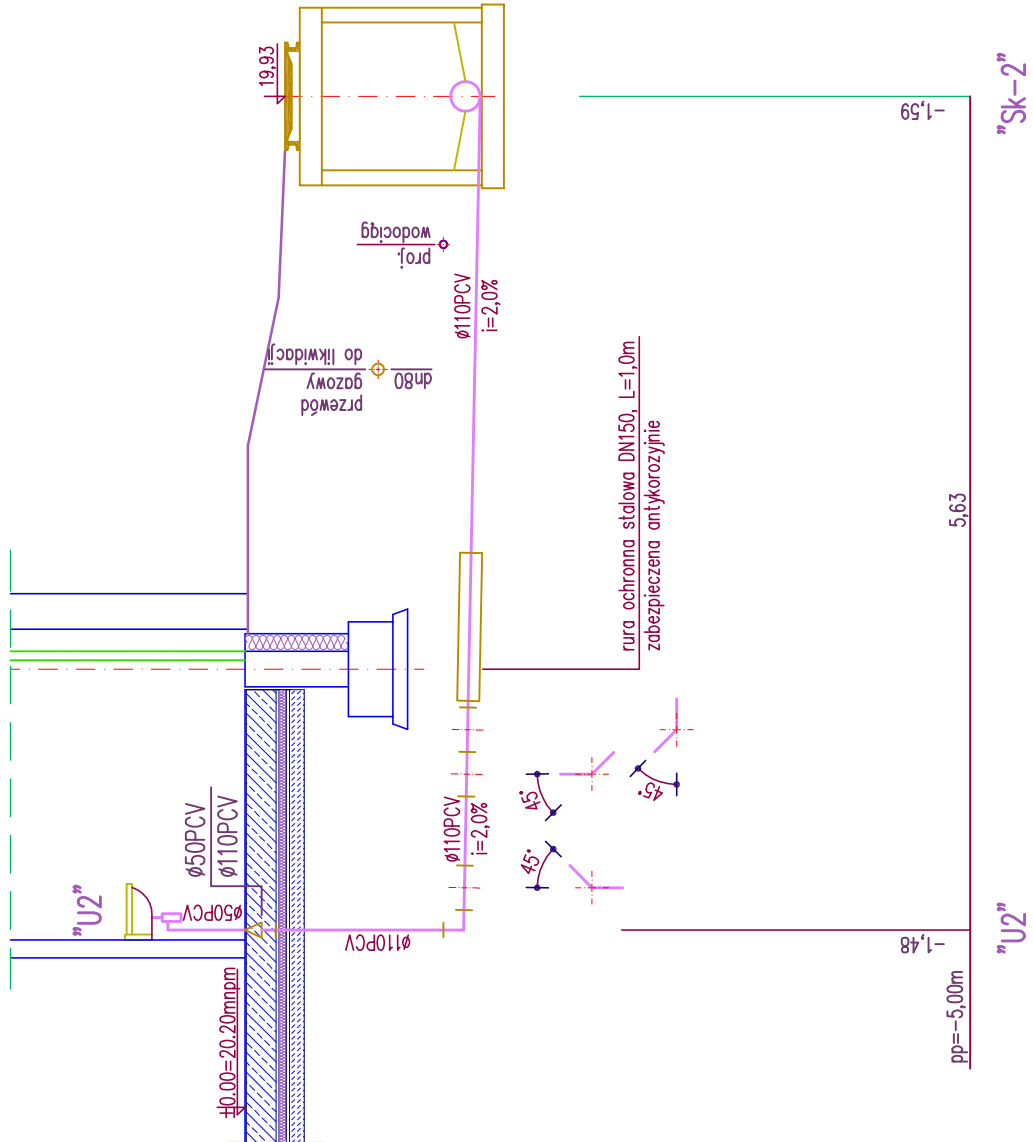 19,93
"Sk-2"
-1,59
proj.
wodociąg
ø110PCV
i=2,0%
przewód
gazowy
do likwidacji
dn80
rura ochronna stalowa DN150, L=1,0m
zabezpieczena antykorozyjnie
5,63
ø50PCV
ø110PCV
"U2"
ø50PCV
ø110PCV
ø110PCV
i=2,0%
45°
45°
45°
±0.00=20.20mnpm
-1,48
"U2"
pp=-5,00m